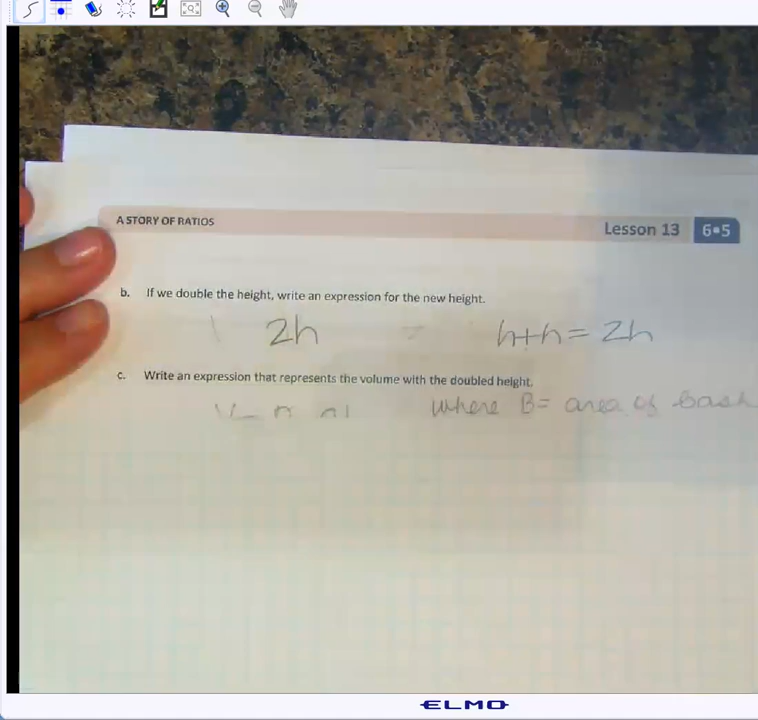 A STORY OF RATIOS
Lesson 13 6•5
b. If we double the height, write an expression for the new height.
2h h+h=2h
c. Write an expression that represents the volume with the doubled height.
where B= area of
ELMO